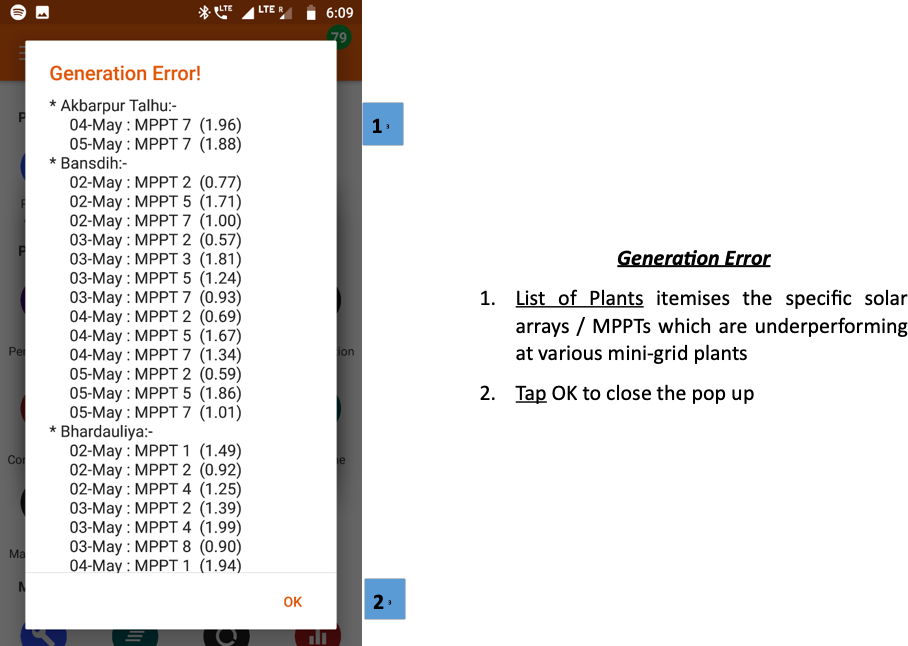 LTE LTE R 6:09
79
Generation Error!
* Akbarpur Talhu:-
04-May : MPPT 7 (1.96)
05-May : MPPT 7 (1.88)
* Bansdih:-
02-May : MPPT 2 (0.77)
02-May : MPPT 5 (1.71)
02-May : MPPT 7 (1.00)
03-May : MPPT 2 (0.57)
03-May : MPPT 3 (1.81)
03-May : MPPT 5 (1.24)
03-May : MPPT 7 (0.93)
04-May : MPPT 2 (0.69)
04-May : MPPT 5 (1.67)
04-May : MPPT 7 (1.34)
05-May : MPPT 2 (0.59)
05-May : MPPT 5 (1.86)
05-May : MPPT 7 (1.01)
* Bhardauliya:-
02-May : MPPT 1 (1.49)
02-May : MPPT 2 (0.92)
02-May : MPPT 4 (1.25)
03-May : MPPT 2 (1.39)
03-May : MPPT 4 (1.99)
03-May : MPPT 8 (0.90)
04-May : MPPT 1 (1.94)
OK
1
2
Generation Error
1. List of Plants itemises the specific solar
arrays / MPPTs which are underperforming
at various mini-grid plants
2. Tap OK to close the pop up